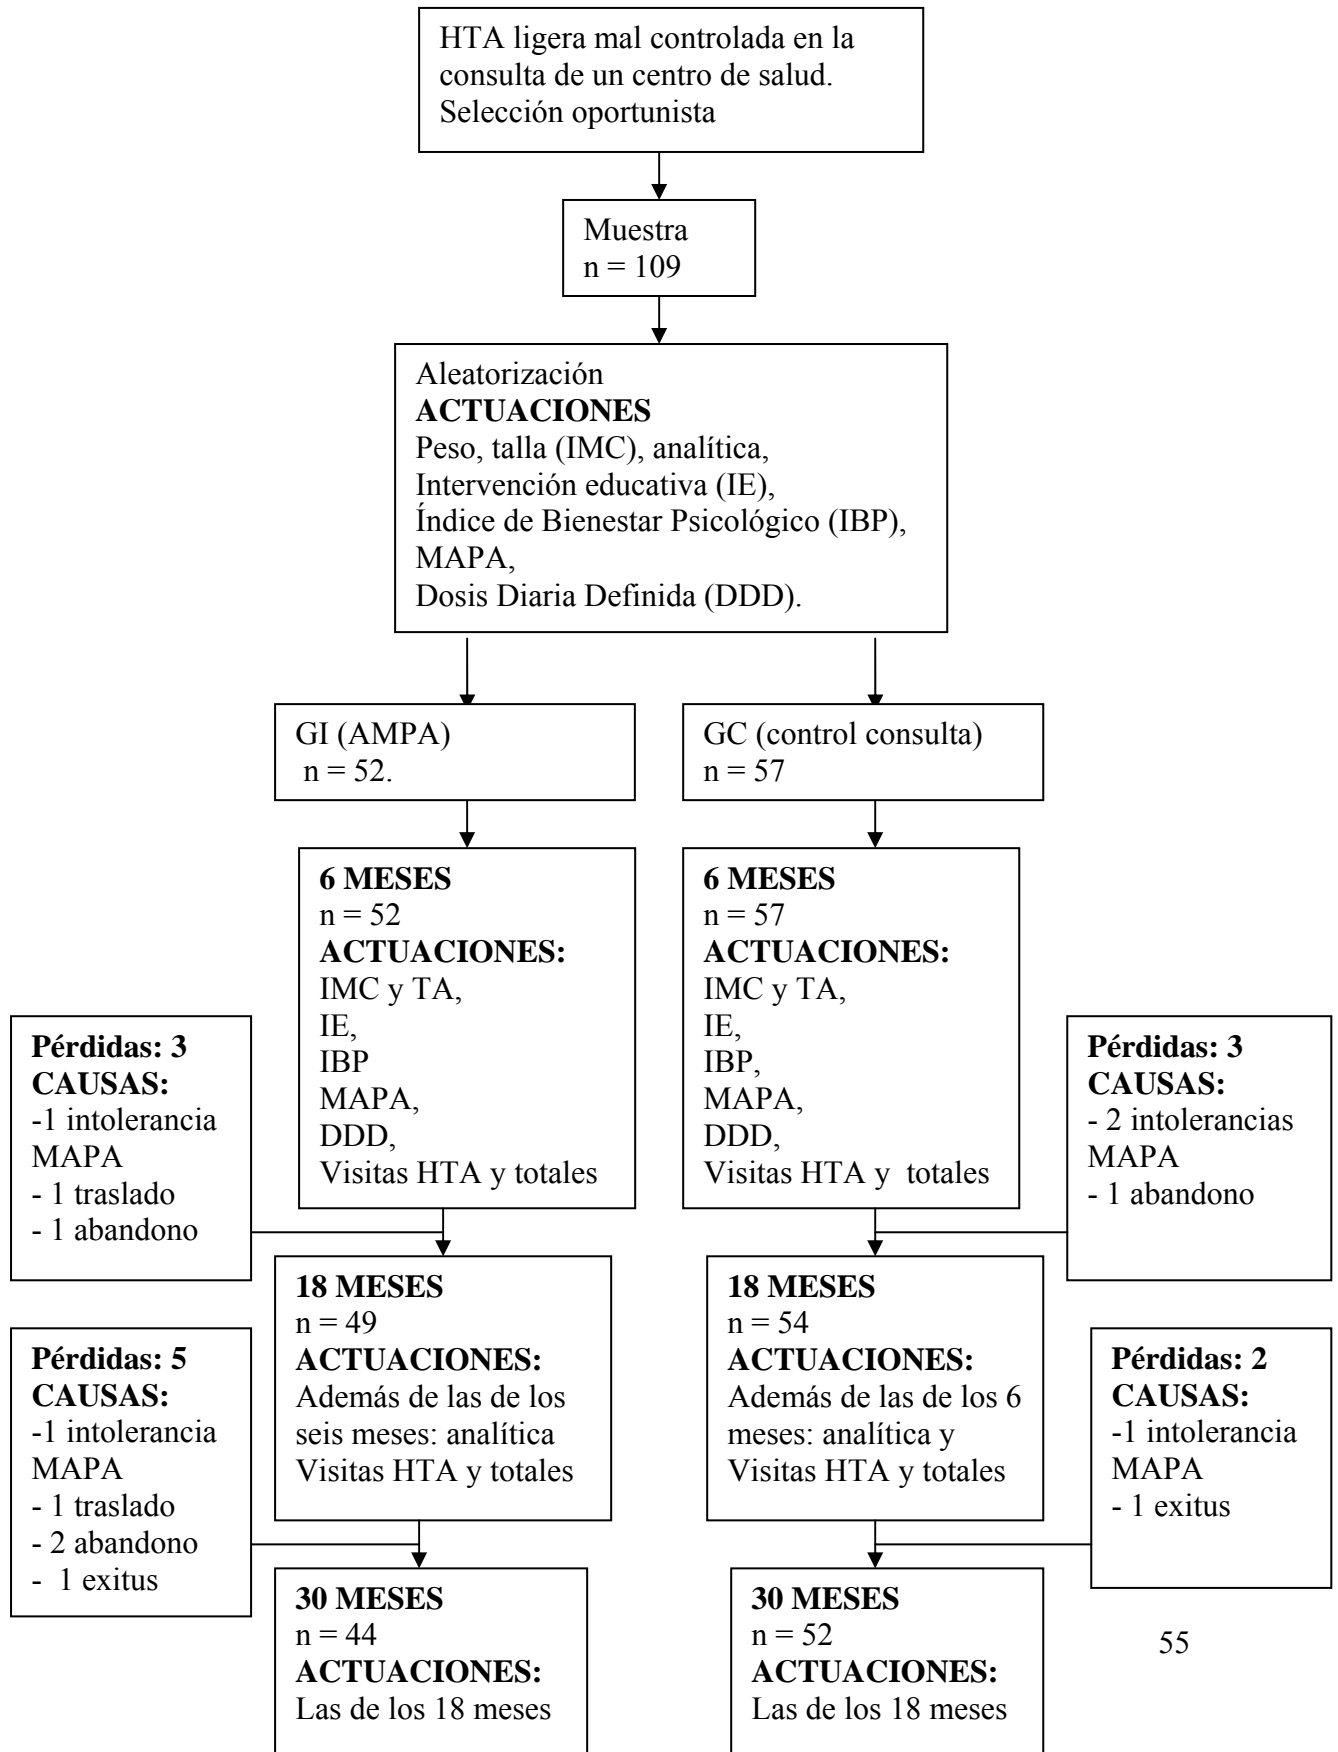 HTA ligera mal controlada en la
consulta de un centro de salud.
Selección oportunista
Muestra
n = 109
Aleatorización
ACTUACIONES
Peso, talla (IMC), analítica,
Intervención educativa (IE),
Índice de Bienestar Psicológico (IBP),
MAPA,
Dosis Diaria Definida (DDD).
GI (AMPA)
n = 52.
GC (control consulta)
n = 57
6 MESES
n = 52
ACTUACIONES:
IMC y TA,
IE,
IBP
MAPA,
DDD,
Visitas HTA y totales
6 MESES
n = 57
ACTUACIONES:
IMC y TA,
IE,
IBP,
MAPA,
DDD,
Visitas HTA y totales
Pérdidas: 3
CAUSAS:
-1 intolerancia
MAPA
- 1 traslado
- 1 abandono
Pérdidas: 3
CAUSAS:
- 2 intolerancias
MAPA
- 1 abandono
18 MESES
n = 49
ACTUACIONES:
Además de las de los
seis meses: analítica
Visitas HTA y totales
18 MESES
n = 54
ACTUACIONES:
Además de las de los 6
meses: analítica y
Visitas HTA y totales
Pérdidas: 5
CAUSAS:
-1 intolerancia
MAPA
- 1 traslado
- 2 abandono
- 1 exitus
Pérdidas: 2
CAUSAS:
-1 intolerancia
MAPA
- 1 exitus
30 MESES
n = 44
ACTUACIONES:
Las de los 18 meses
30 MESES
n = 52
ACTUACIONES:
Las de los 18 meses
55